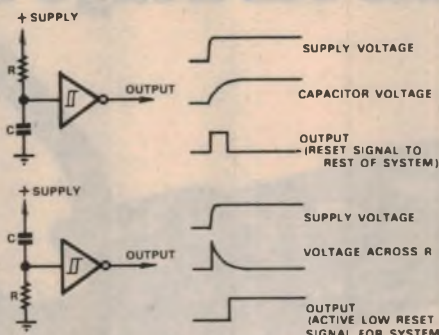 + SUPPLY
R
C
OUTPUT
SUPPLY VOLTAGE
CAPACITOR VOLTAGE
OUTPUT
(RESET SIGNAL TO
REST OF SYSTEM)
+ SUPPLY
C
R
OUTPUT
SUPPLY VOLTAGE
VOLTAGE ACROSS R
OUTPUT
(ACTIVE LOW RESET
SIGNAL FOR SYSTEM